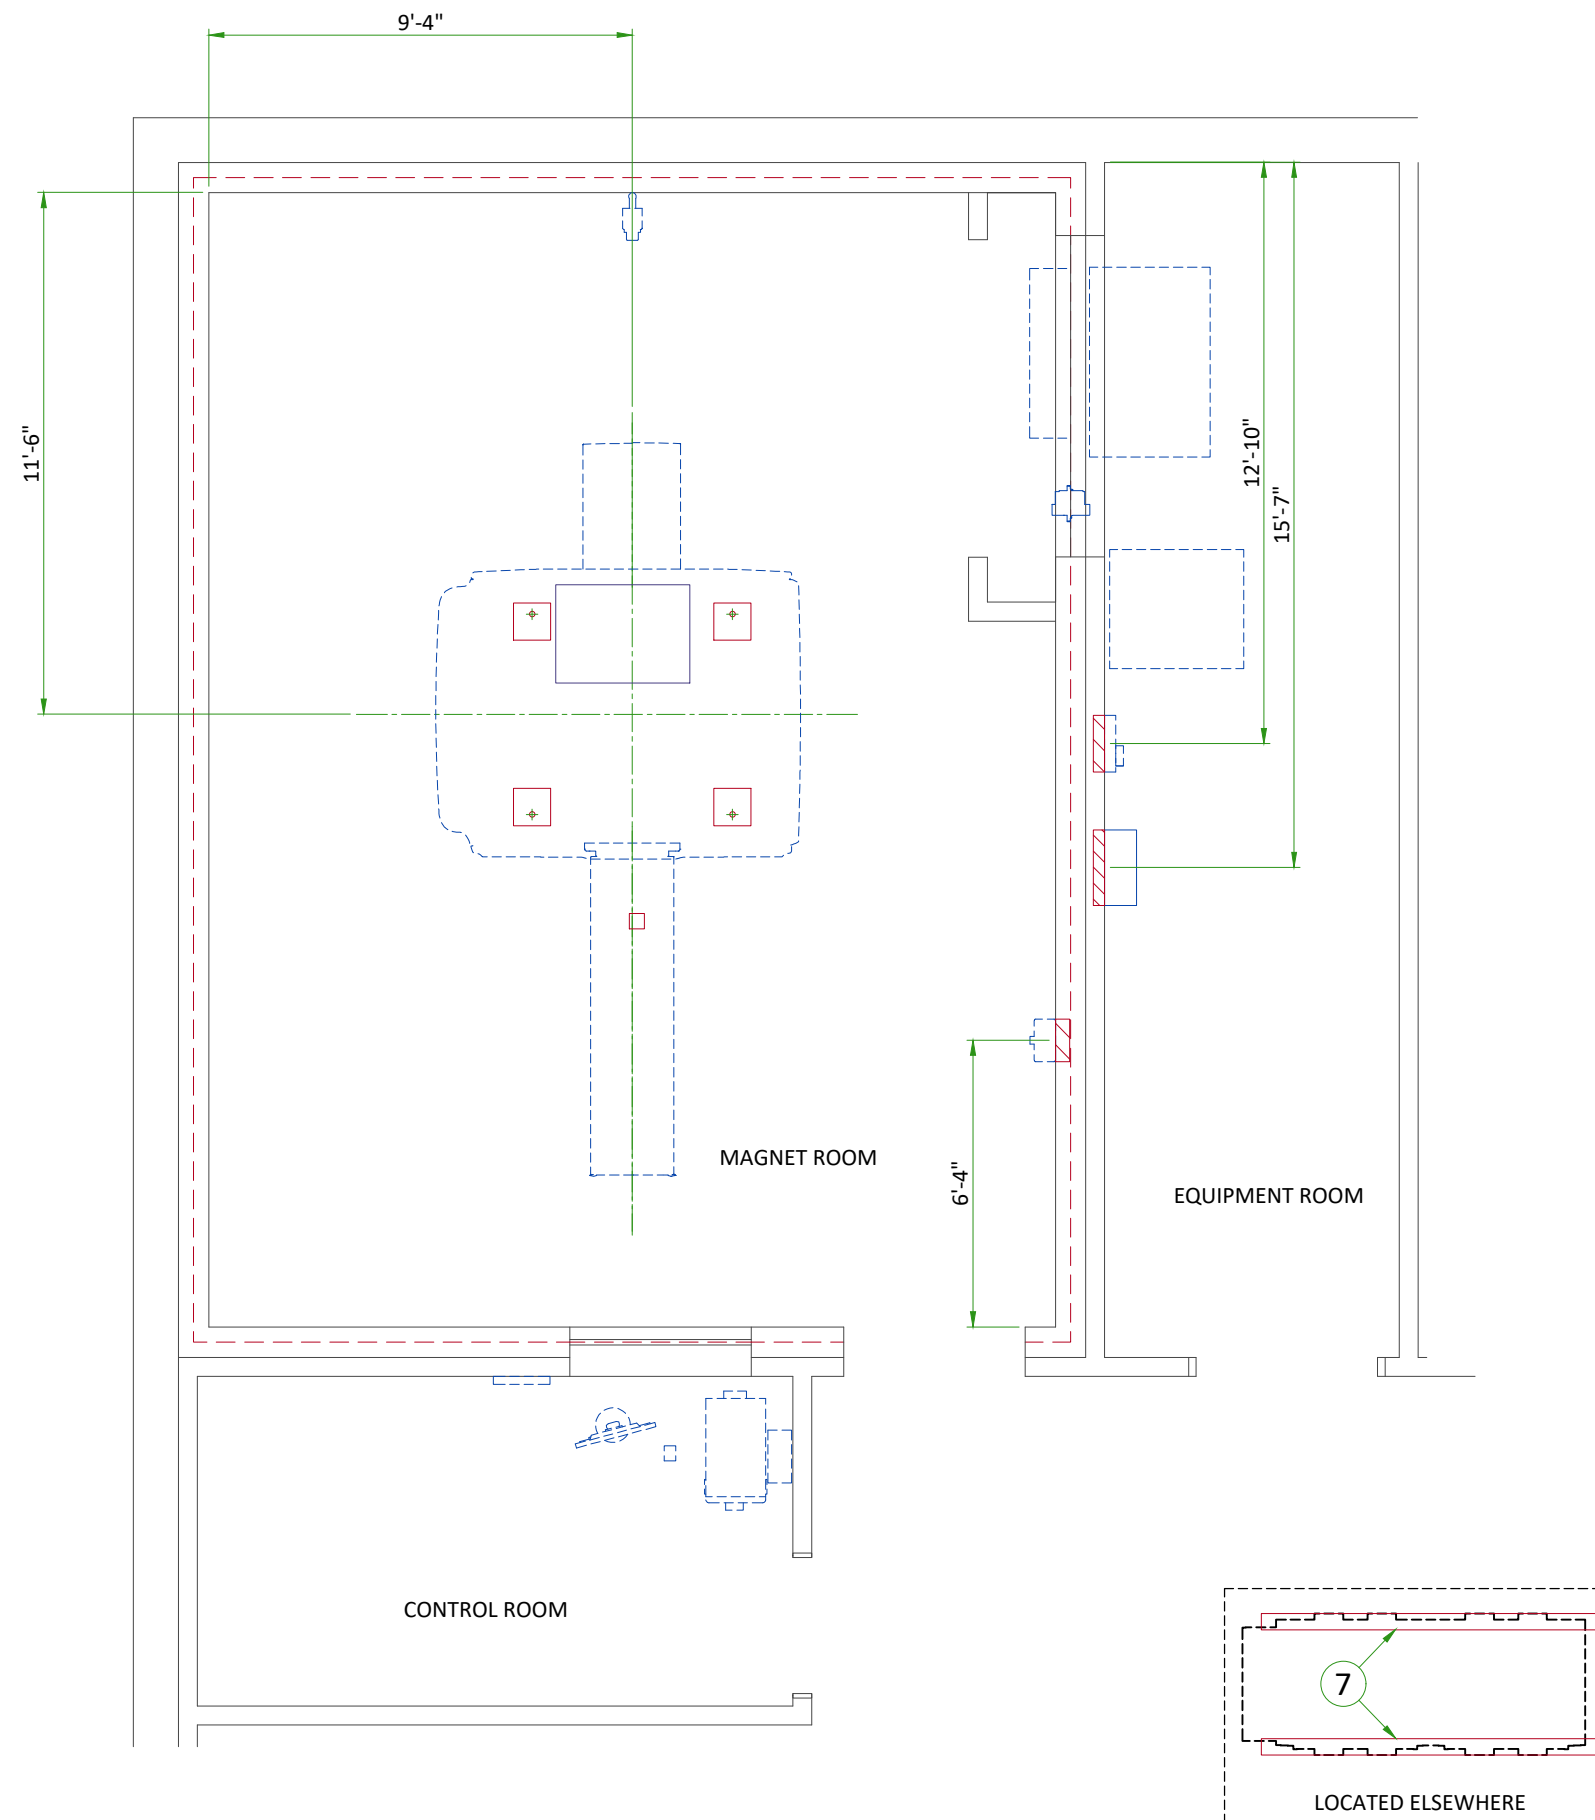 9'-4"
11'-6"
12'-10"
15'-7"
MAGNET ROOM
6'-4"
EQUIPMENT ROOM
CONTROL ROOM
7
LOCATED ELSEWHERE